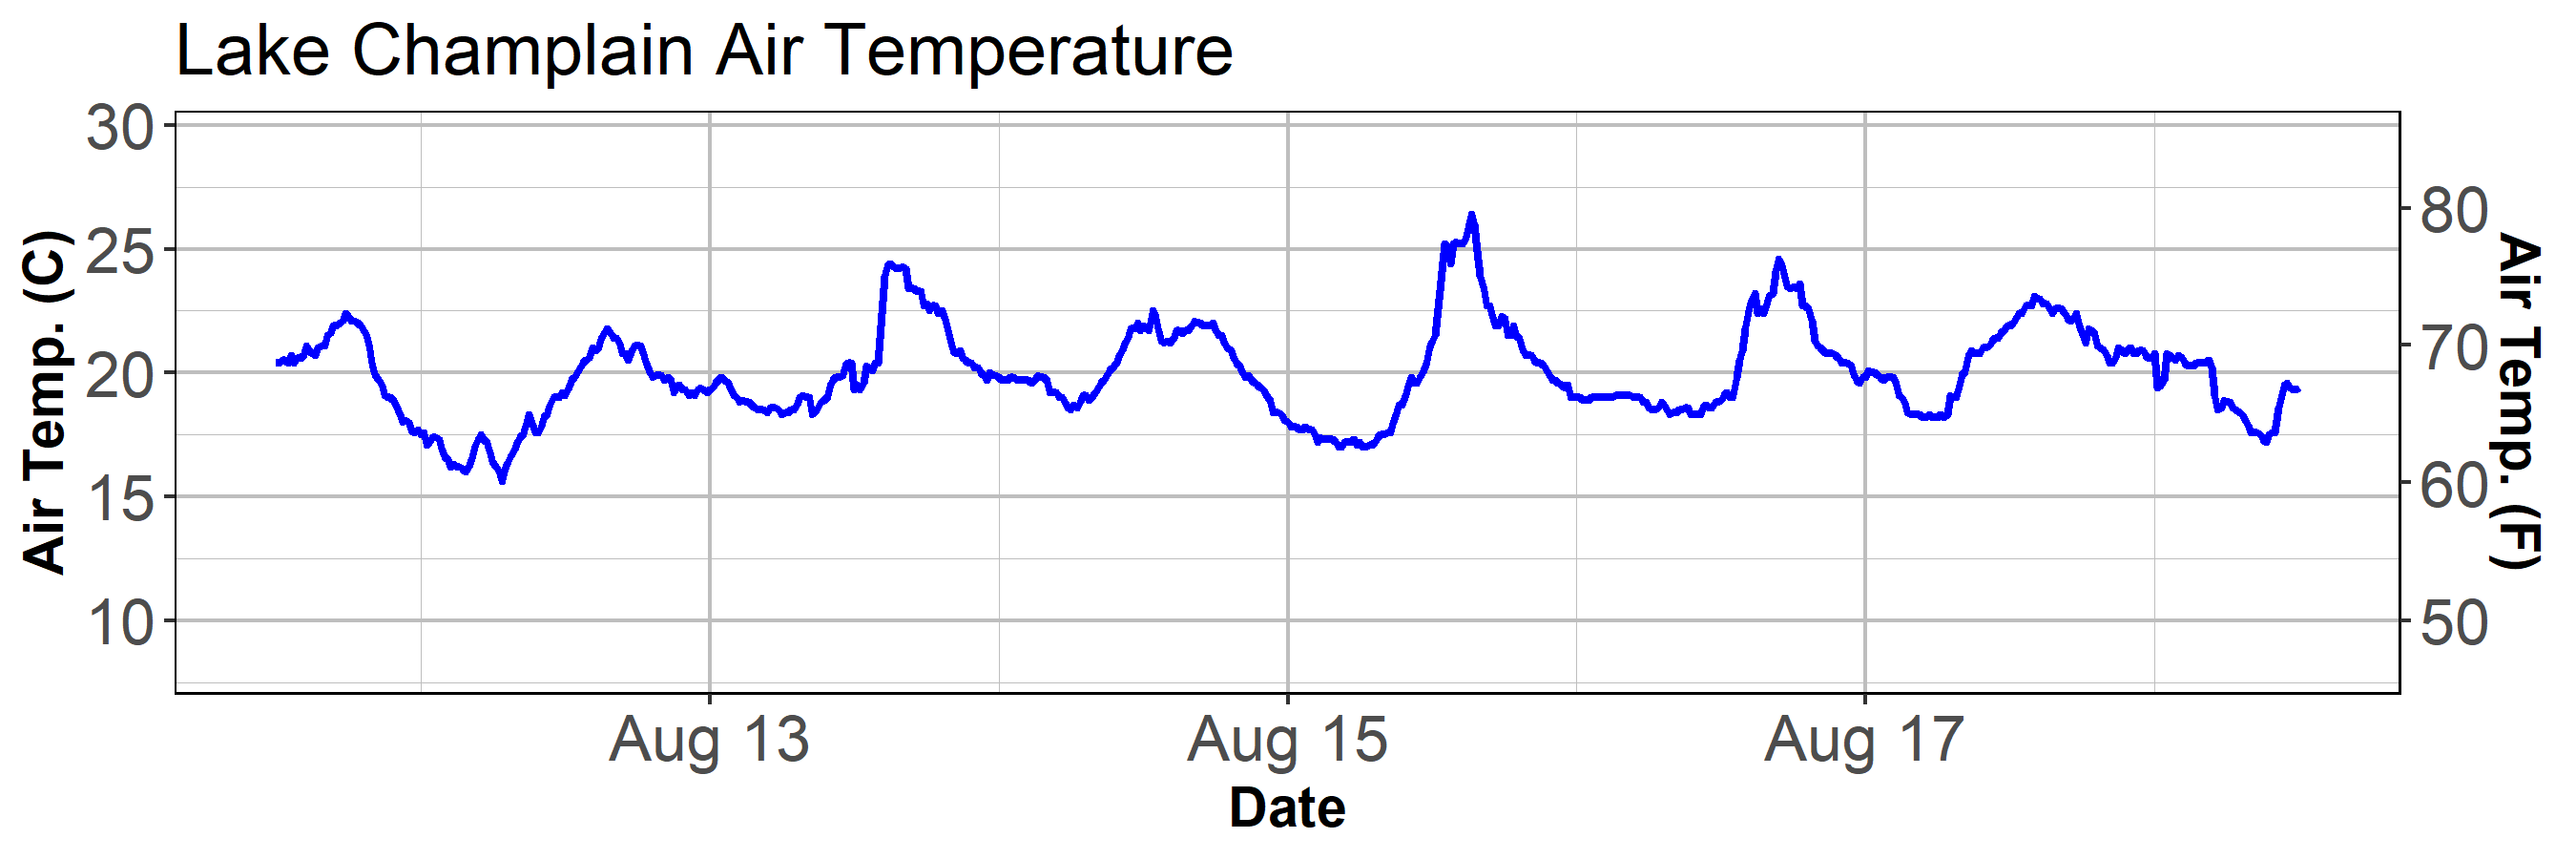 Lake Champlain Air Temperature
Air Temp. (C)
30
25
20
15
10
80
70
60
50
Air Temp. (F)
Aug 13
Aug 15
Aug 17
Date